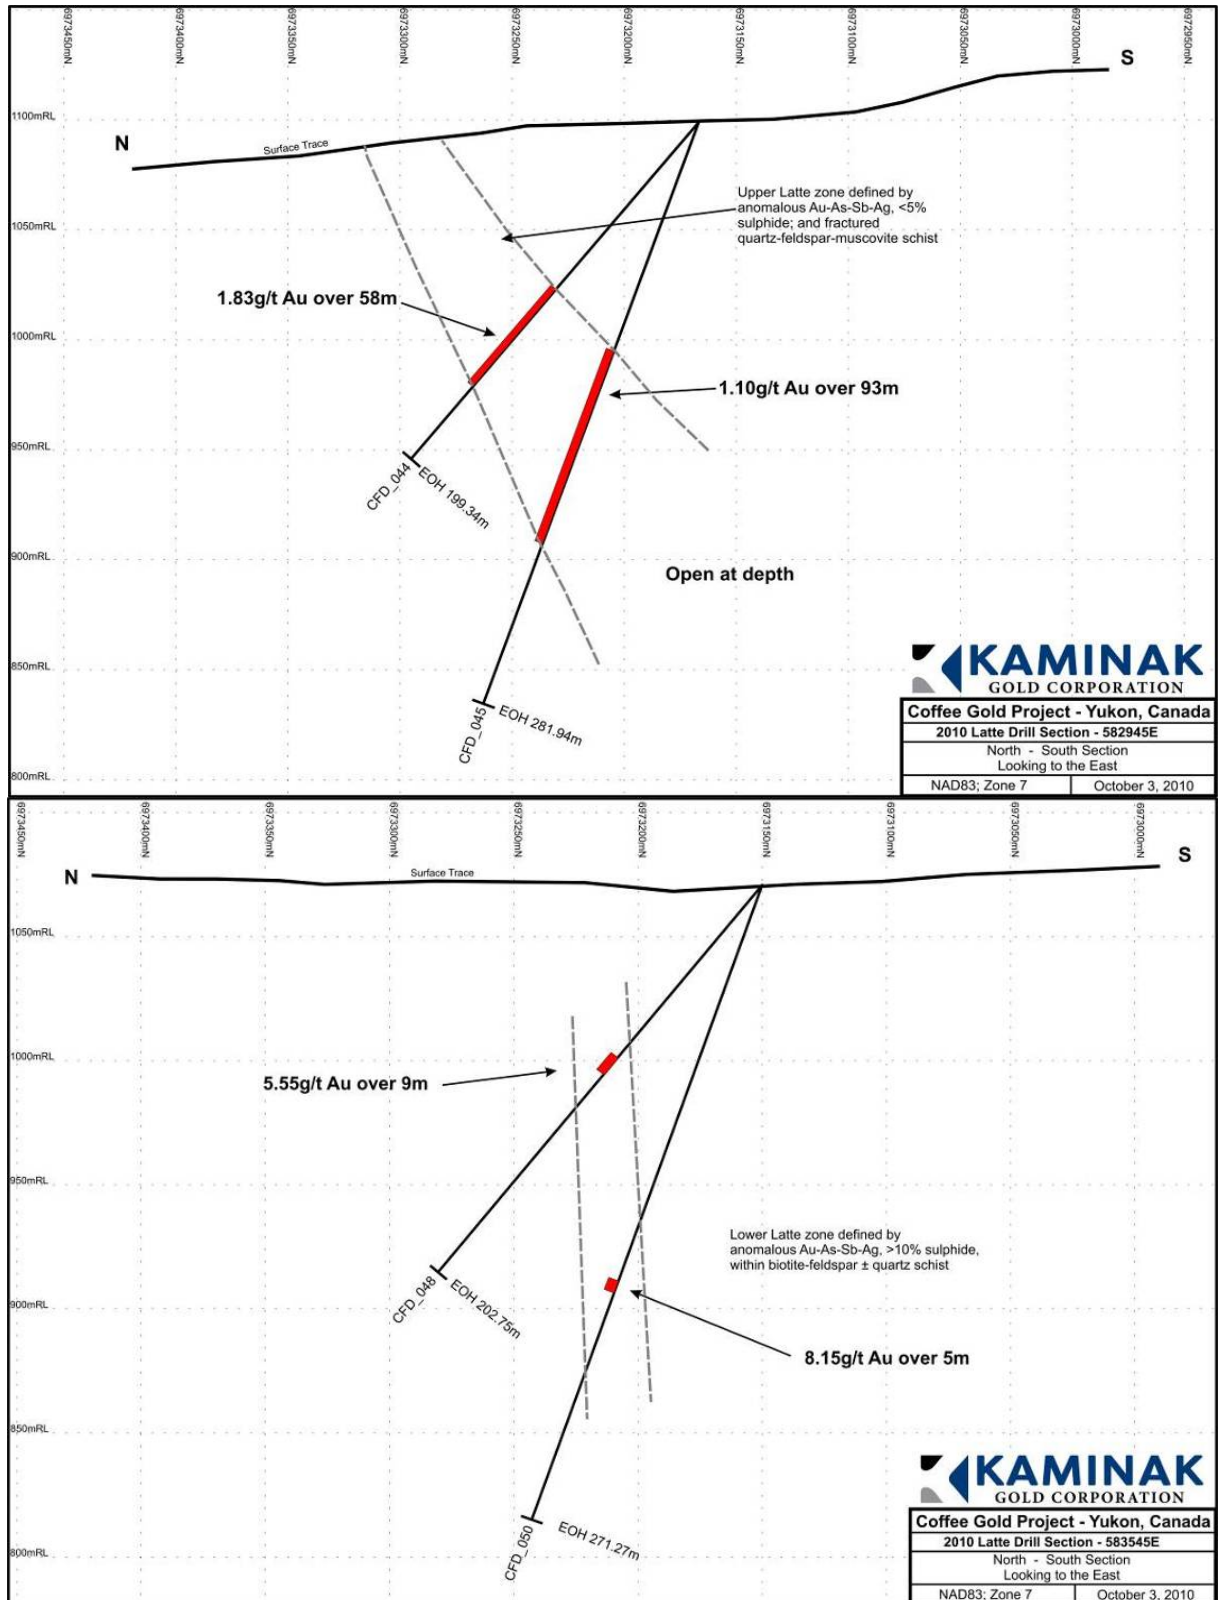 6973450mN
6973400mN
6973350mN
6973300mN
6973250mN
6973200mN
6973150mN
6973100mN
6973050mN
6973000mN
6972950mN
S
1100mRL
N
Surface Trace
Upper Latte zone defined by
anomalous Au-As-Sb-Ag, <5%
sulphide; and fractured
quartz-feldspar-muscovite schist
1050mRL
1.83g/t Au over 58m
1000mRL
1.10g/t Au over 93m
950mRL
CFD_044
EOH 199.34m
900mRL
Open at depth
850mRL
CFD_045
EOH 281.94m
800mRL
KAMINAK
GOLD CORPORATION
Coffee Gold Project - Yukon, Canada
2010 Latte Drill Section - 582945E
North - South Section
Looking to the East
NAD83; Zone 7
October 3, 2010
6973450mN
6973400mN
6973350mN
6973300mN
6973250mN
6973200mN
6973150mN
6973100mN
6973050mN
6973000mN
S
N
Surface Trace
1050mRL
1000mRL
5.55g/t Au over 9m
950mRL
Lower Latte zone defined by
anomalous Au-As-Sb-Ag, >10% sulphide,
within biotite-feldspar ± quartz schist
CFD_048
EOH 202.75m
900mRL
8.15g/t Au over 5m
850mRL
CFD_050
EOH 271.27m
800mRL
KAMINAK
GOLD CORPORATION
Coffee Gold Project - Yukon, Canada
2010 Latte Drill Section - 583545E
North - South Section
Looking to the East
NAD83; Zone 7
October 3, 2010